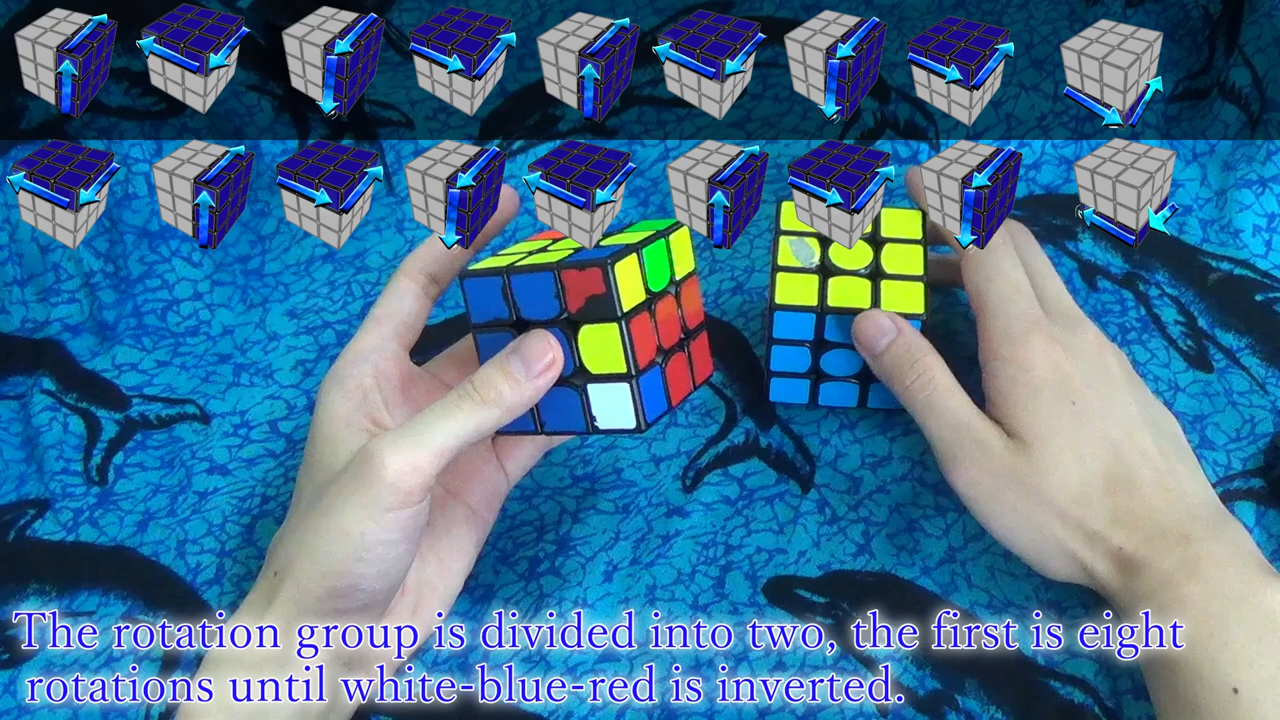 The rotation group is divided into two, the first is eight
rotations until white-blue-red is inverted.